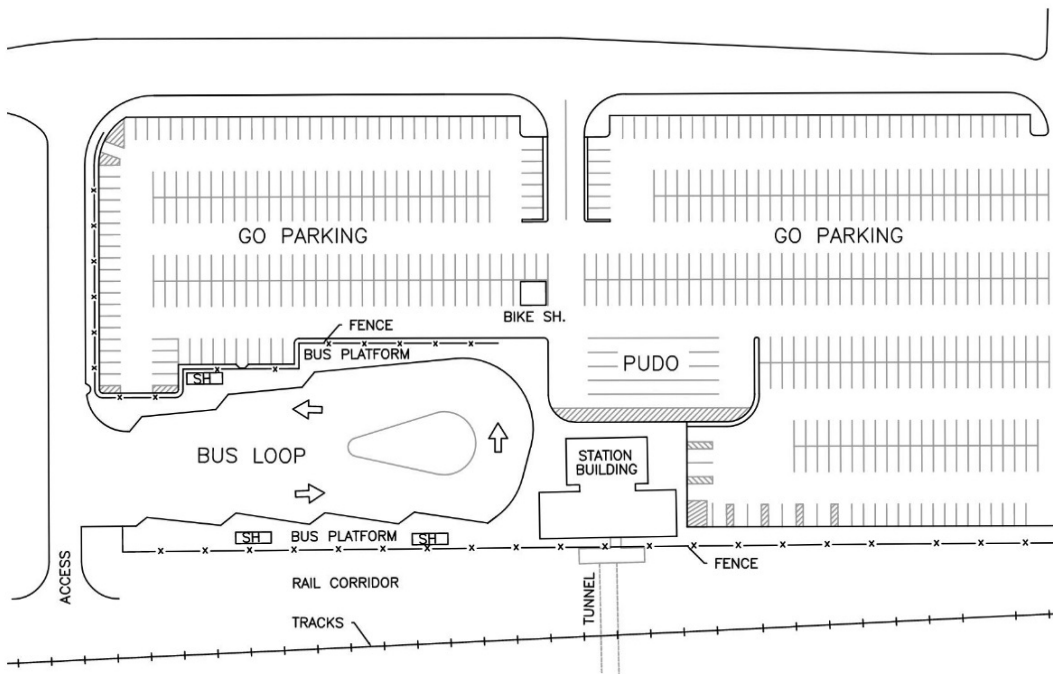 GO PARKING
GO PARKING
BIKE SH.
FENCE
BUS PLATFORM
PUDO
SH
BUS LOOP
STATION
BUILDING
SH
BUS PLATFORM
SH
FENCE
ACCESS
RAIL CORRIDOR
TUNNEL
TRACKS